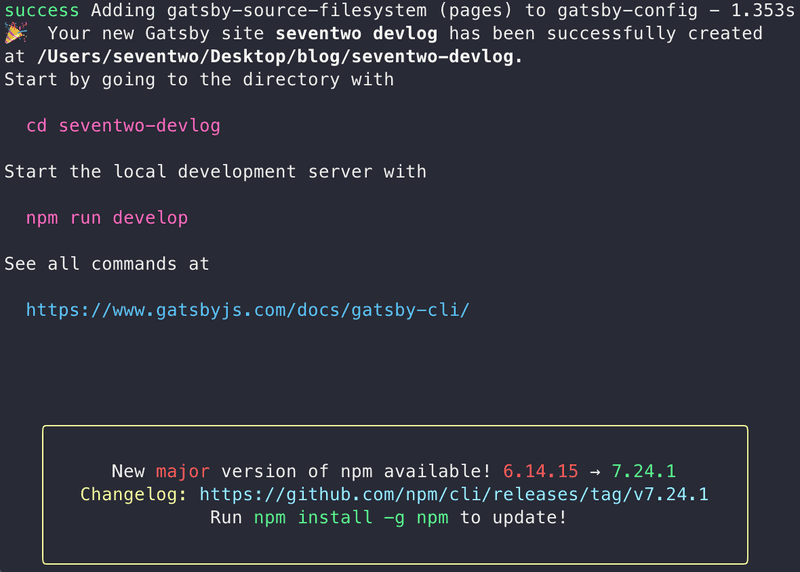 success Adding gatsby-source-filesystem (pages) to gatsby-config - 1.353s
🎉 Your new Gatsby site seventwo devlog has been successfully created
at /Users/seventwo/Desktop/blog/seventwo-devlog.
Start by going to the directory with
cd seventwo-devlog
Start the local development server with
npm run develop
See all commands at
https://www.gatsbyjs.com/docs/gatsby-cli/
New major version of npm available! 6.14.15 → 7.24.1
Changelog: https://github.com/npm/cli/releases/tag/v7.24.1
Run npm install -g npm to update!